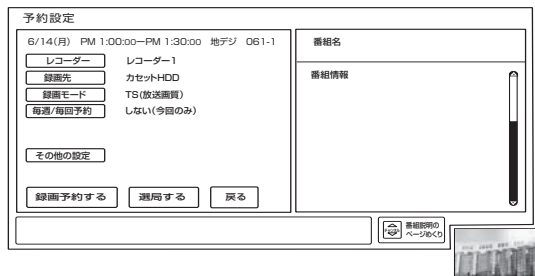 予約設定
6/14(月) PM 1:00:00ーPM 1:30:00 地デジ 061-1
レコーダー レコーダー1
録画先 カセットHDD
録画モード TS(放送画質)
毎週/毎回予約 しない(今回のみ)
その他の設定
録画予約する 選局する 戻る
番組名
番組情報
番組説明の
ページめくり